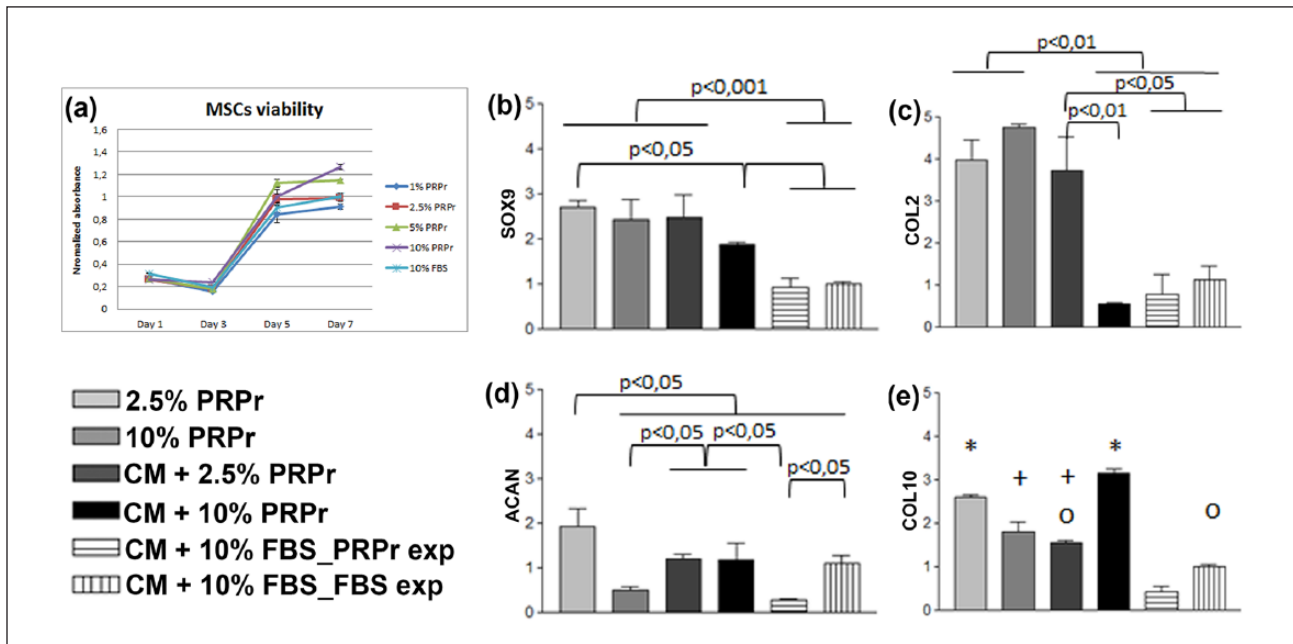 (a)
MSCs viability
Nromalized absorbance
1,6
1,4
1,2
1
0,8
0,6
0,4
0,2
0
Day 1 Day 3 Day 5 Day 7
1% PRPr
2.5% PRPr
5% PRPr
10% PRPr
10% FBS
(b)
p<0,001
p<0,05
SOX9
5
4
3
2
1
0
(c)
p<0,01
p<0,05
p<0,01
COL2
5
4
3
2
1
0
2.5% PRPr
10% PRPr
CM + 2.5% PRPr
CM + 10% PRPr
CM + 10% FBS_PRPr exp
CM + 10% FBS_FBS exp
(d)
p<0,05
p<0,05 p<0,05
p<0,05
ACAN
5
4
3
2
1
0
(e)
* + + * O O
COL10
5
4
3
2
1
0